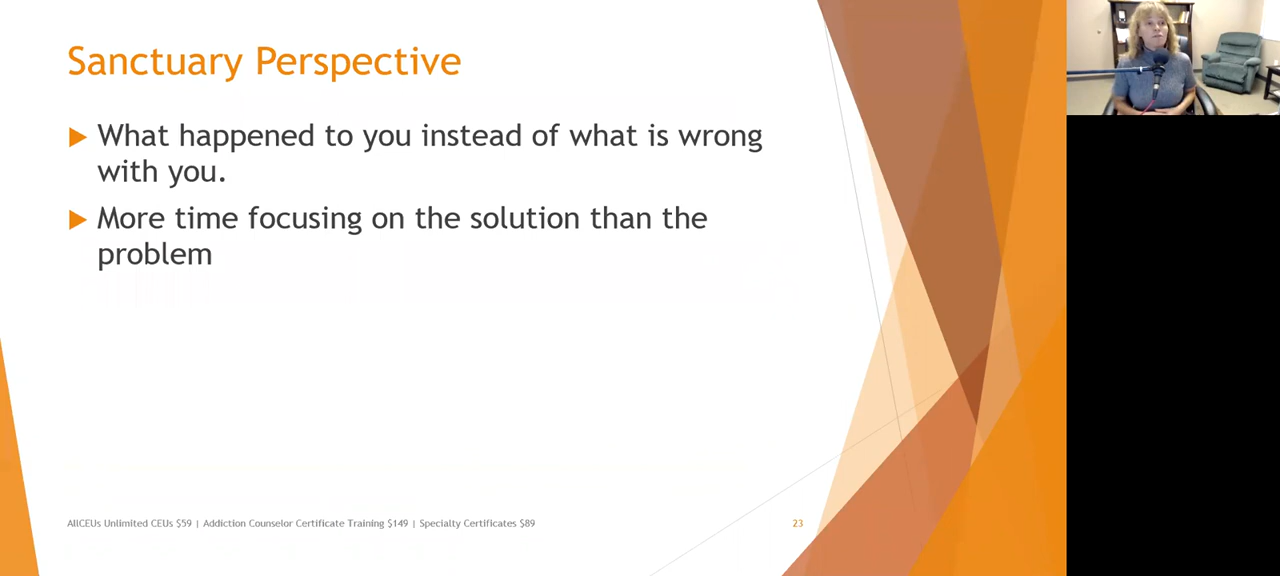 Sanctuary Perspective
What happened to you instead of what is wrong
with you.
More time focusing on the solution than the
problem
AllCEUs Unlimited CEUs $59 | Addiction Counselor Certificate Training $149 | Specialty Certificates $89
23